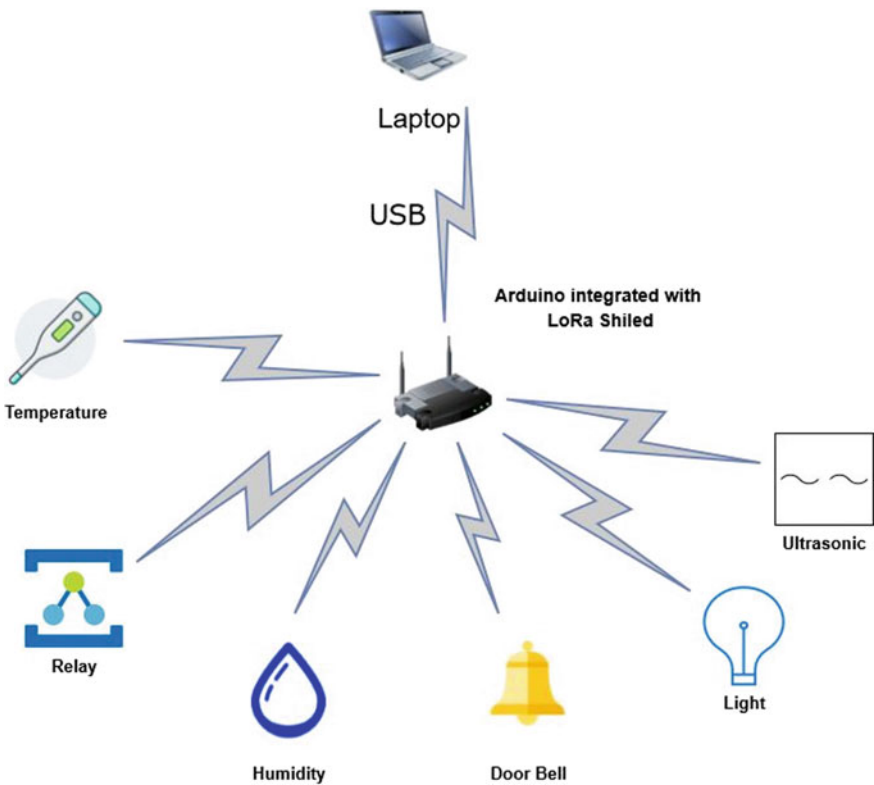 Laptop
USB
Arduino integrated with
LoRa Shiled
Temperature
Ultrasonic
Relay
Light
Humidity
Door Bell